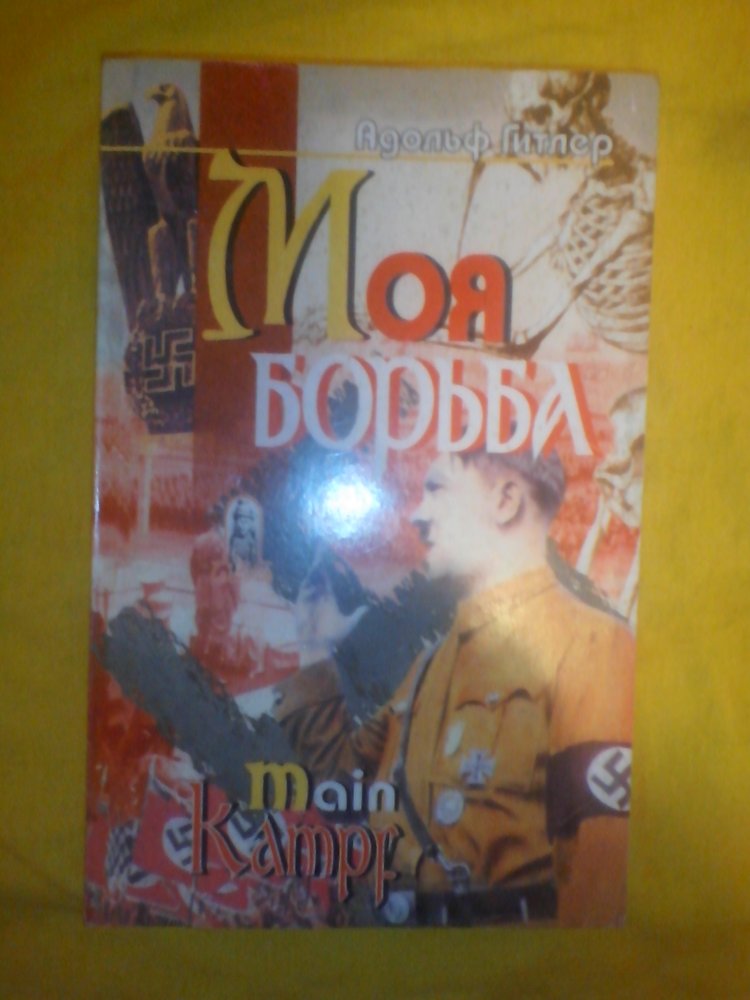 Адольф Гитлер
Моя
БОРЬБА
main
Kampf